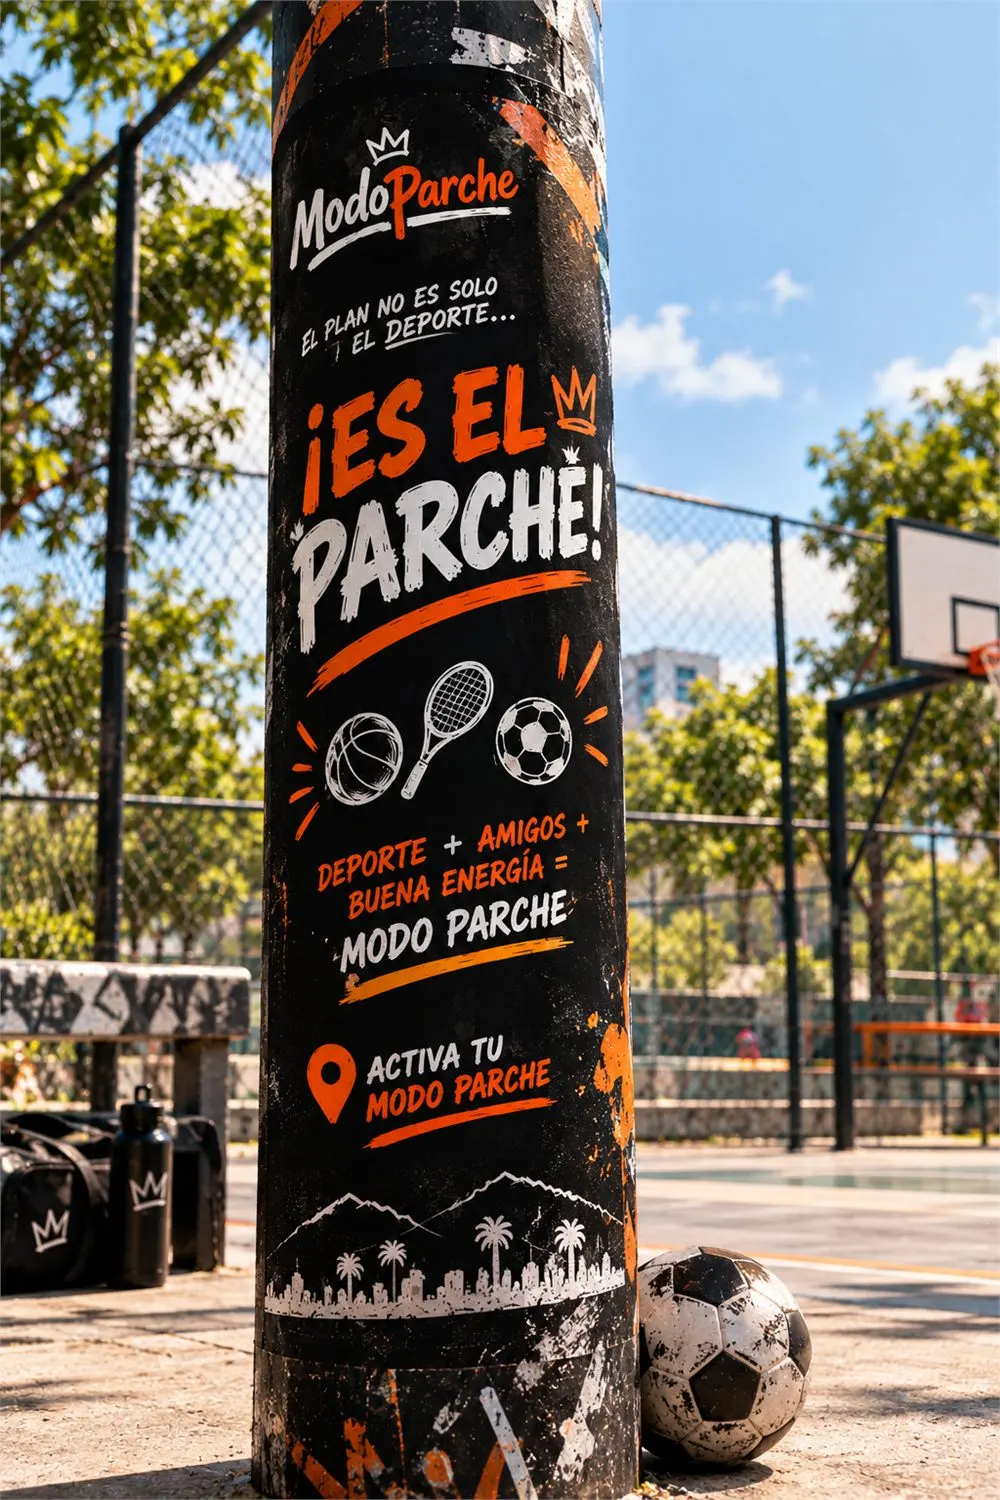 ModoParche
EL PLAN NO ES SOLO
EL DEPORTE...
¡ES EL
PARCHE!
DEPORTE + AMIGOS +
BUENA ENERGÍA =
MODO PARCHE
ACTIVA TU
MODO PARCHE